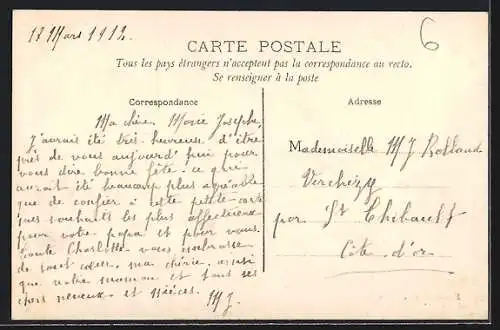 18 Mars 1912.
6
CARTE POSTALE
Tous les pays étrangers n'acceptent pas la correspondance au recto.
Se renseigner à la poste
Correspondance
Ma chère Marie Josèphe,
J'aurais été très heureuse d'être
près de vous aujourd'hui pour
vous dire bonne fête - ce qui
aurait été beaucoup plus agréable
que de confier à cette petite carte
mes souhaits les plus affectueux
pour votre papa et pour vous.
Tante Charlotte vous embrasse
de tout cœur, ma chérie, ainsi
que votre maman et tous ses
chers neveux et nièces.
MJ.
Adresse
Mademoiselle M J Rolland
Verchizy
par St Thibault
Côte d'or